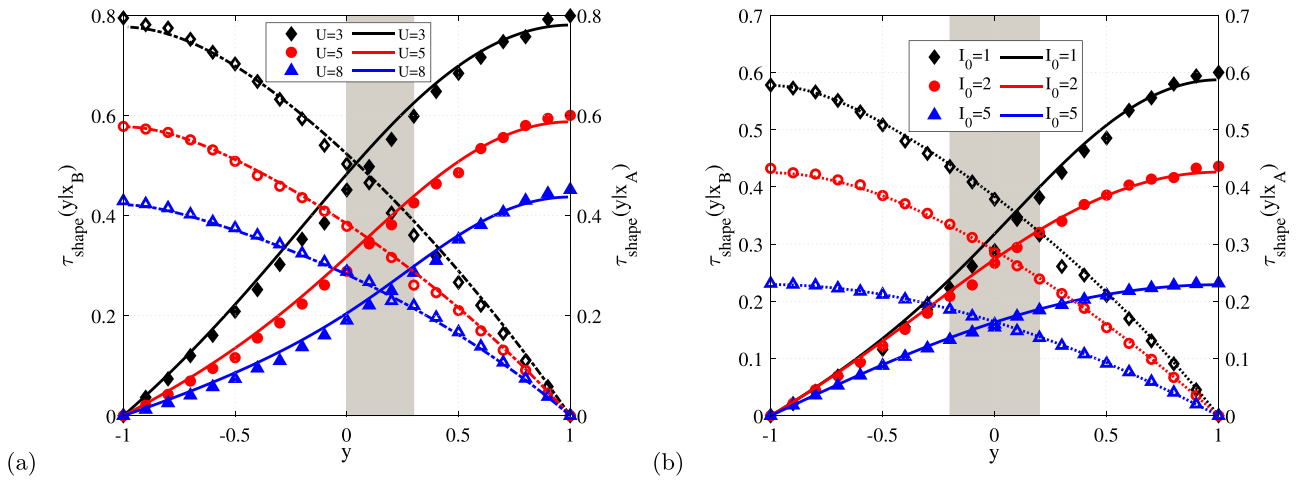 0.8 0.8
U=3 U=3
U=5 U=5
U=8 U=8
0.6 0.6
τshape(y|xB) τshape(y|xA)
0.4 0.4
0.2 0.2
0 0
-1 -0.5 0 0.5 1
y
(a)
0.7 0.7
I0=1 I0=1
I0=2 I0=2
I0=5 I0=5
0.6 0.6
0.5 0.5
0.4 0.4
τshape(y|xB) τshape(y|xA)
0.3 0.3
0.2 0.2
0.1 0.1
0 0
-1 -0.5 0 0.5 1
y
(b)